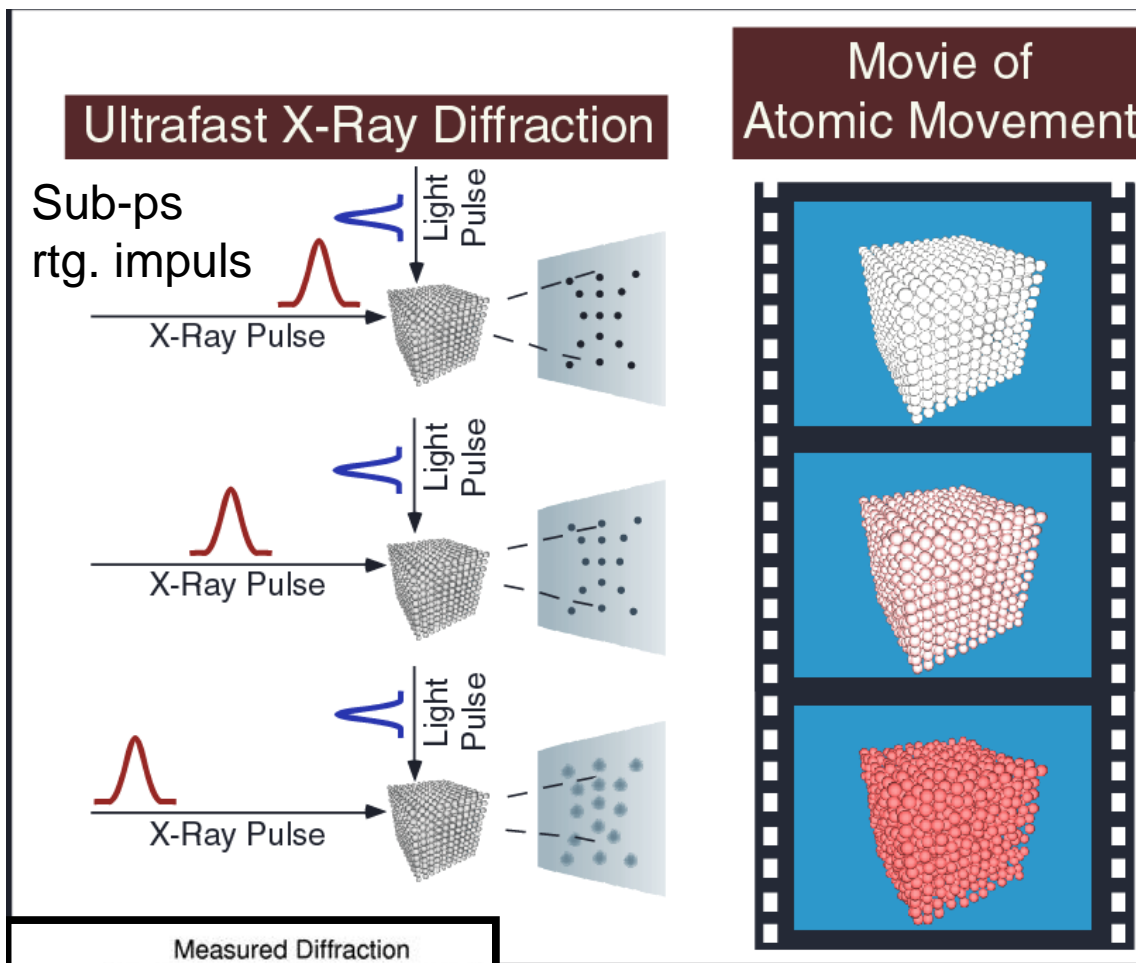 Ultrafast X-Ray Diffraction
Movie of
Atomic Movement
Sub-ps
rtg. impuls
Light
Pulse
X-Ray Pulse
Light
Pulse
X-Ray Pulse
Light
Pulse
X-Ray Pulse
Measured Diffraction